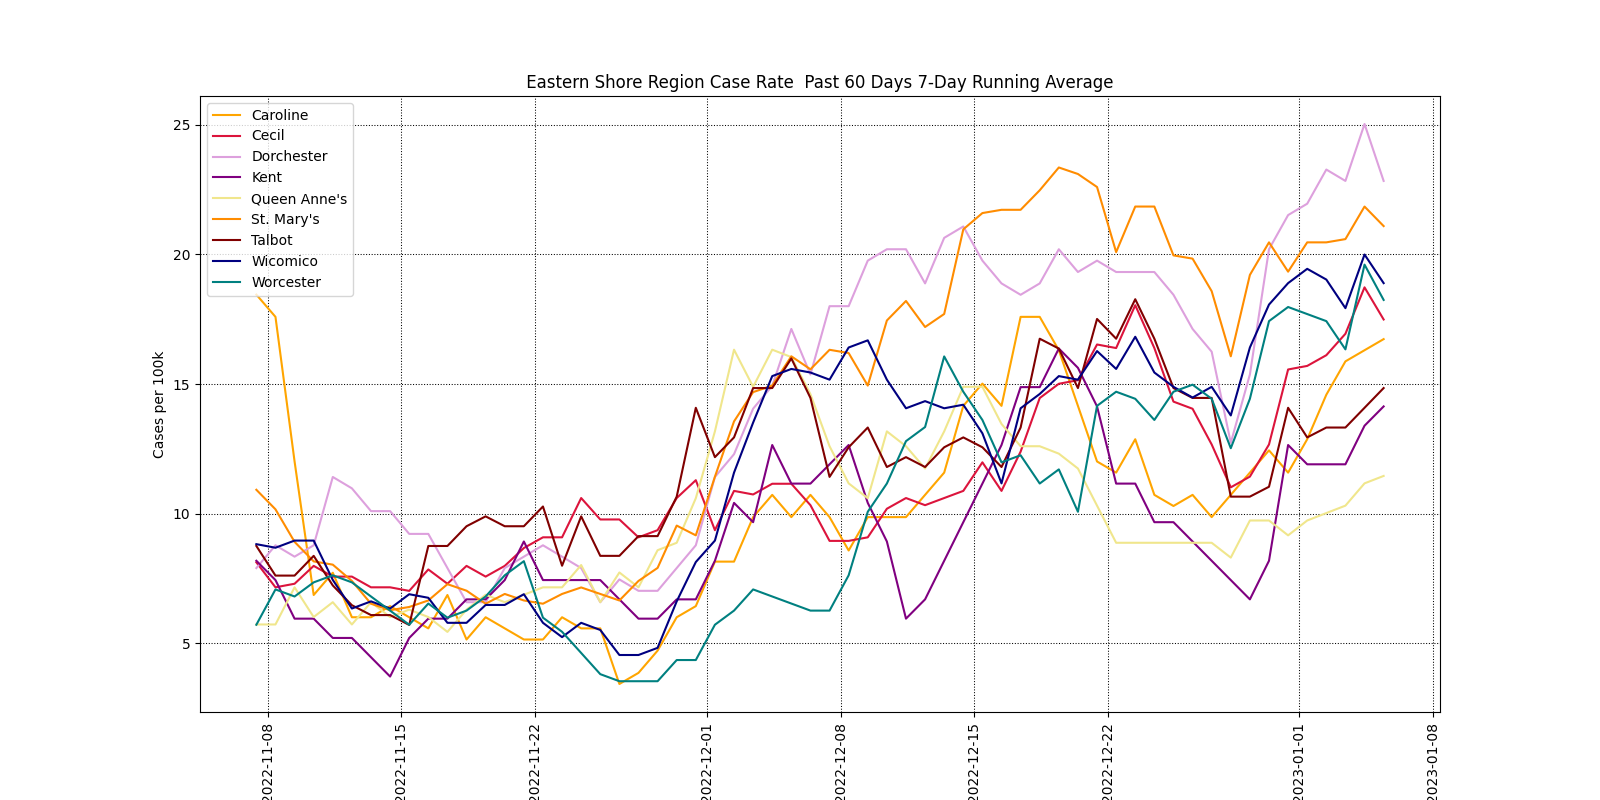 Eastern Shore Region Case Rate  Past 60 Days 7-Day Running Average
Caroline
Cecil
Dorchester
Kent
Queen Anne's
St. Mary's
Talbot
Wicomico
Worcester
Cases per 100k
25
20
15
10
5
2022-11-08
2022-11-15
2022-11-22
2022-12-01
2022-12-08
2022-12-15
2022-12-22
2023-01-01
2023-01-08